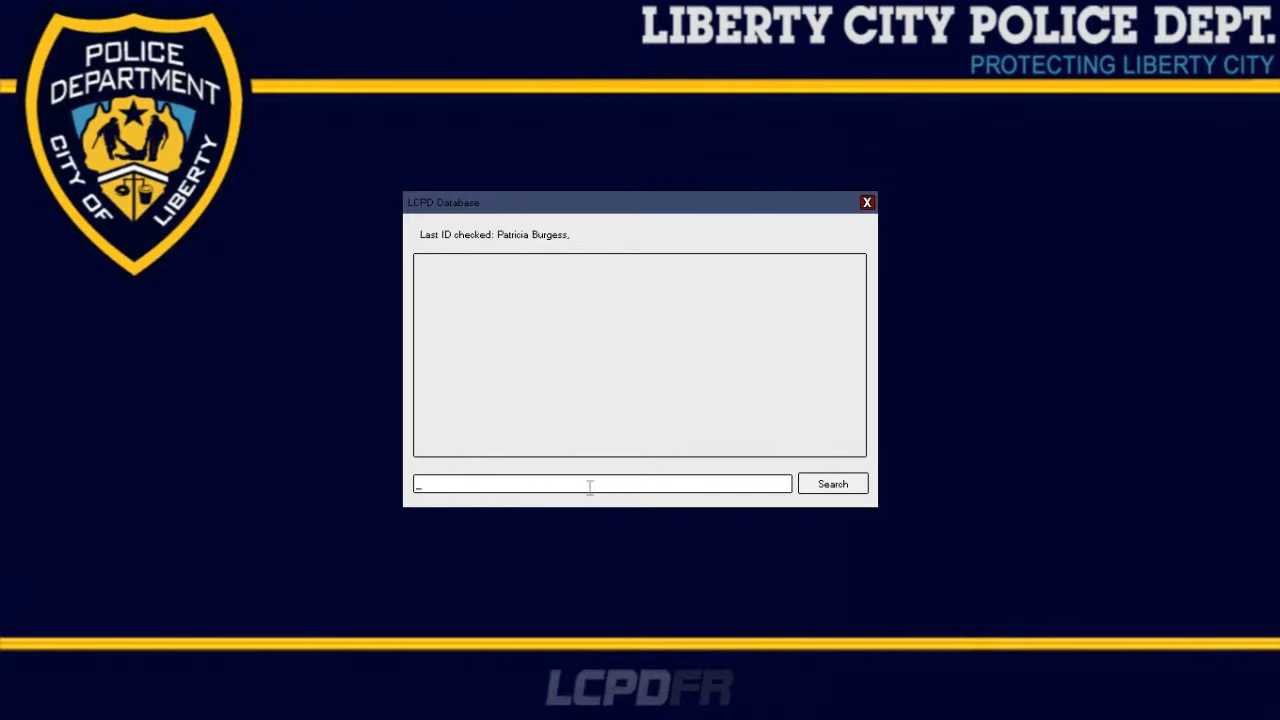 POLICE
DEPARTMENT
CITY OF
LIBERTY
LIBERTY CITY POLICE DEPT.
PROTECTING LIBERTY CITY
LCPD Database
X
Last ID checked: Patricia Burgess,
_
Search
LCPDFR